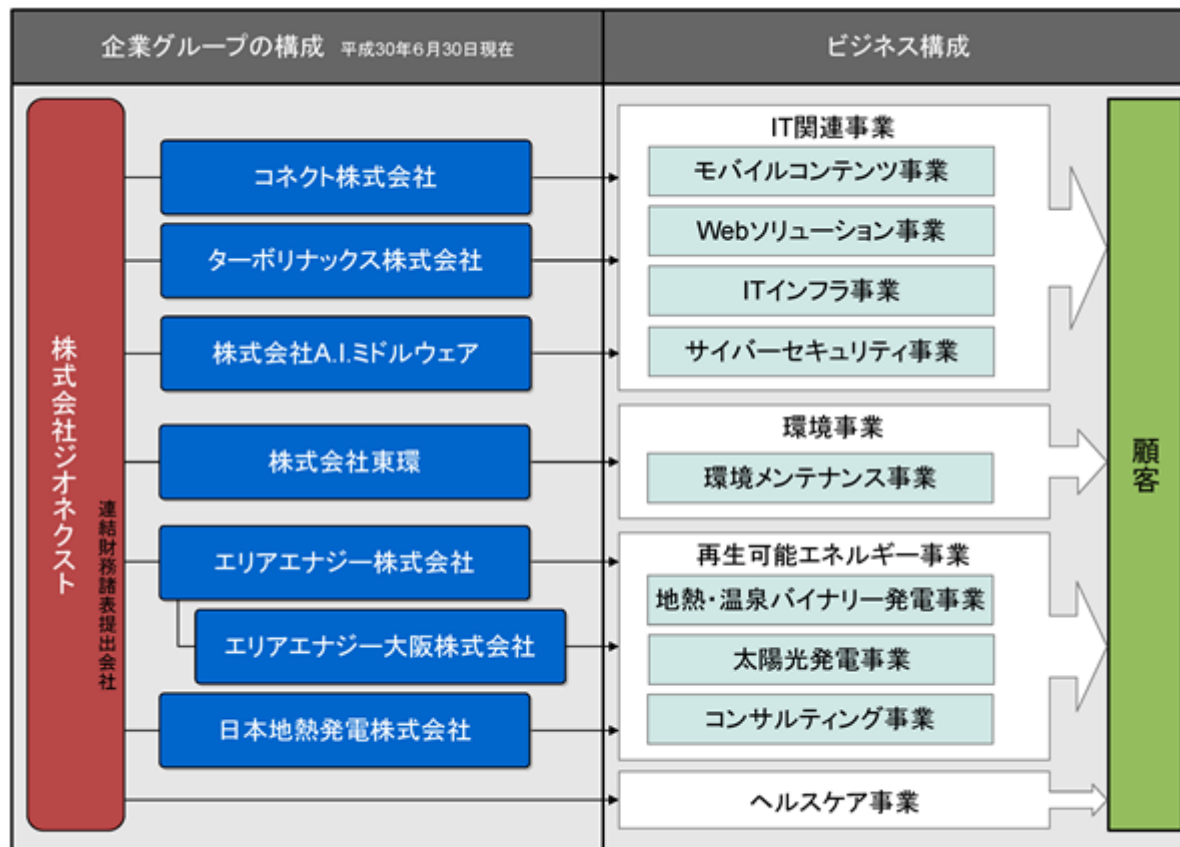 企業グループの構成 平成30年6月30日現在
ビジネス構成
株式会社ジオネクスト
連結財務諸表提出会社
コネクト株式会社
ターボリナックス株式会社
株式会社A.I.ミドルウェア
株式会社東環
エリアエナジー株式会社
エリアエナジー大阪株式会社
日本地熱発電株式会社
IT関連事業
モバイルコンテンツ事業
Webソリューション事業
ITインフラ事業
サイバーセキュリティ事業
環境事業
環境メンテナンス事業
再生可能エネルギー事業
地熱・温泉バイナリー発電事業
太陽光発電事業
コンサルティング事業
ヘルスケア事業
顧客